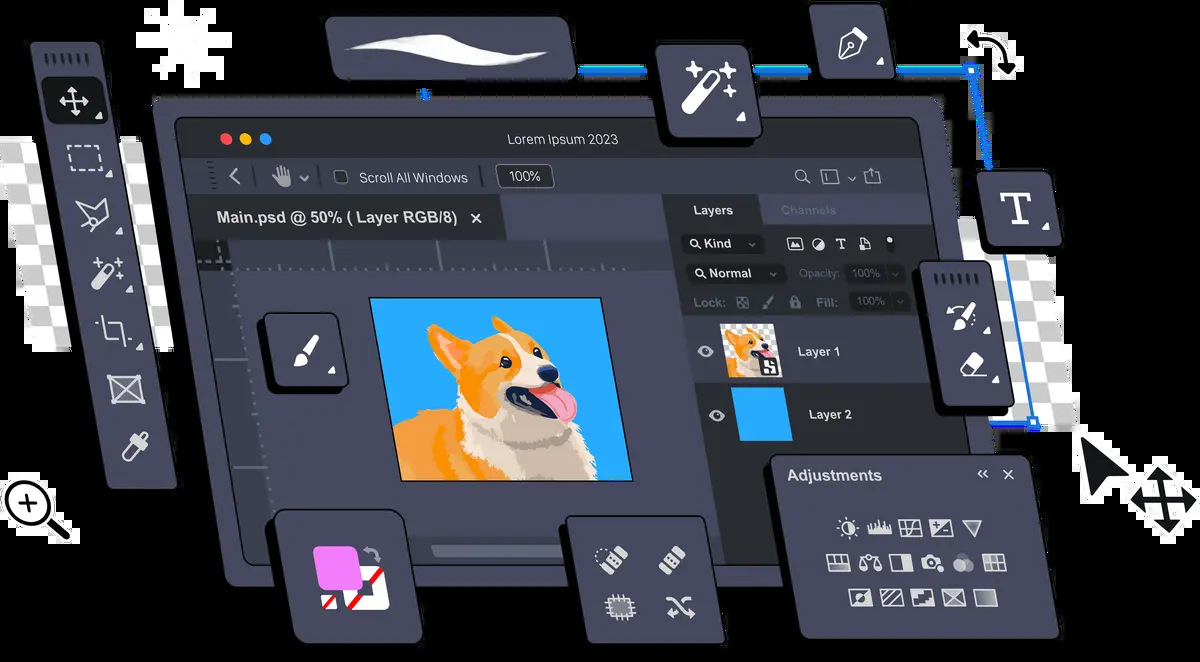 Lorem Ipsum 2023
Scroll All Windows
100%
Main.psd @ 50% ( Layer RGB/8) ×
Layers
Channels
Kind
T
Normal
Opacity: 100%
Lock:
Fill: 100%
Layer 1
Layer 2
T
Adjustments